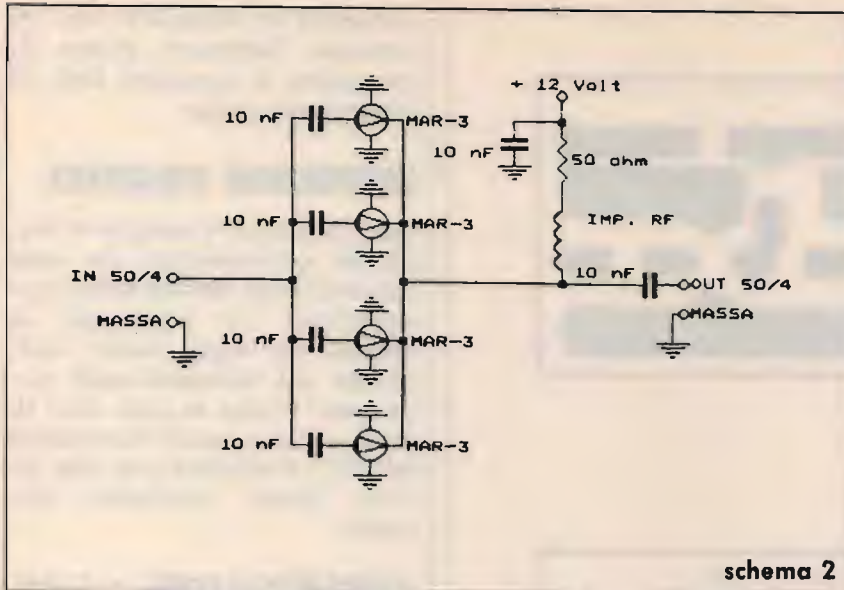 + 12 Volt
10 nF
MAR-3
10 nF
50 ohm
10 nF
MAR-3
IMP. RF
IN 50/4
10 nF
OUT 50/4
MASSA
MASSA
10 nF
MAR-3
10 nF
MAR-3
schema 2